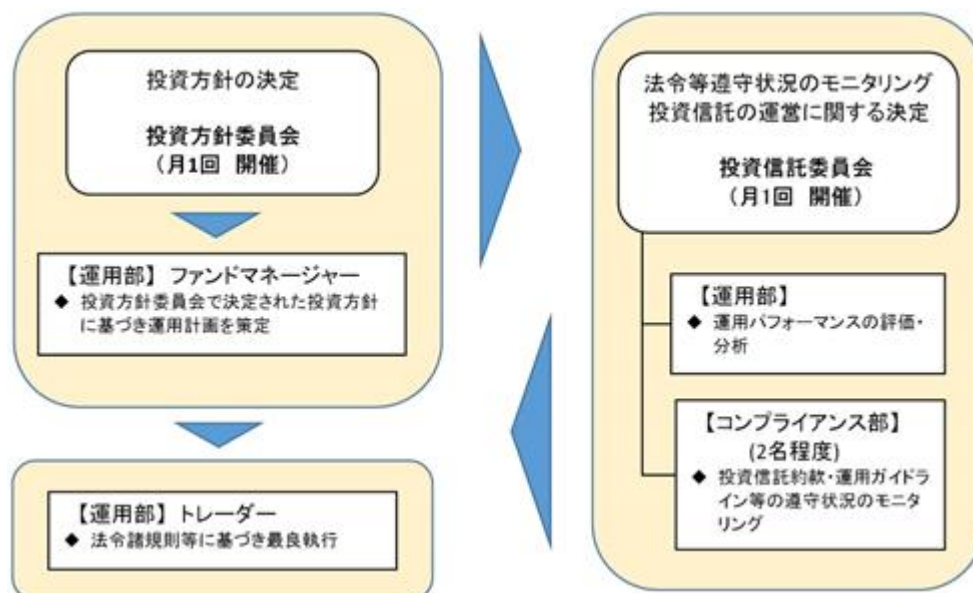 投資方針の決定
投資方針委員会
（月1回　開催）
【運用部】 ファンドマネージャー
◆ 投資方針委員会で決定された投資方針
に基づき運用計画を策定
【運用部】 トレーダー
◆ 法令諸規則等に基づき最良執行
法令等遵守状況のモニタリング
投資信託の運営に関する決定
投資信託委員会
（月1回　開催）
【運用部】
◆ 運用パフォーマンスの評価・
分析
【コンプライアンス部】
(2名程度)
◆ 投資信託約款・運用ガイドラ
イン等の遵守状況のモニタ
リング